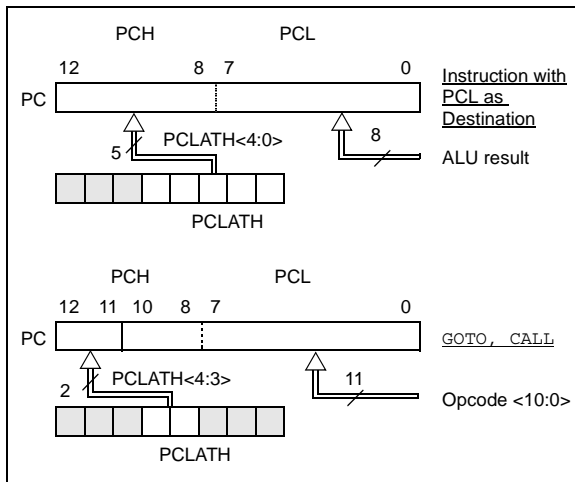 PCH PCL
12 8 7 0
PC
Instruction with
PCL as
Destination
5 PCLATH<4:0>
8
ALU result
PCLATH
PCH PCL
12 11 10 8 7 0
PC
GOTO, CALL
2 PCLATH<4:3>
11
Opcode <10:0>
PCLATH